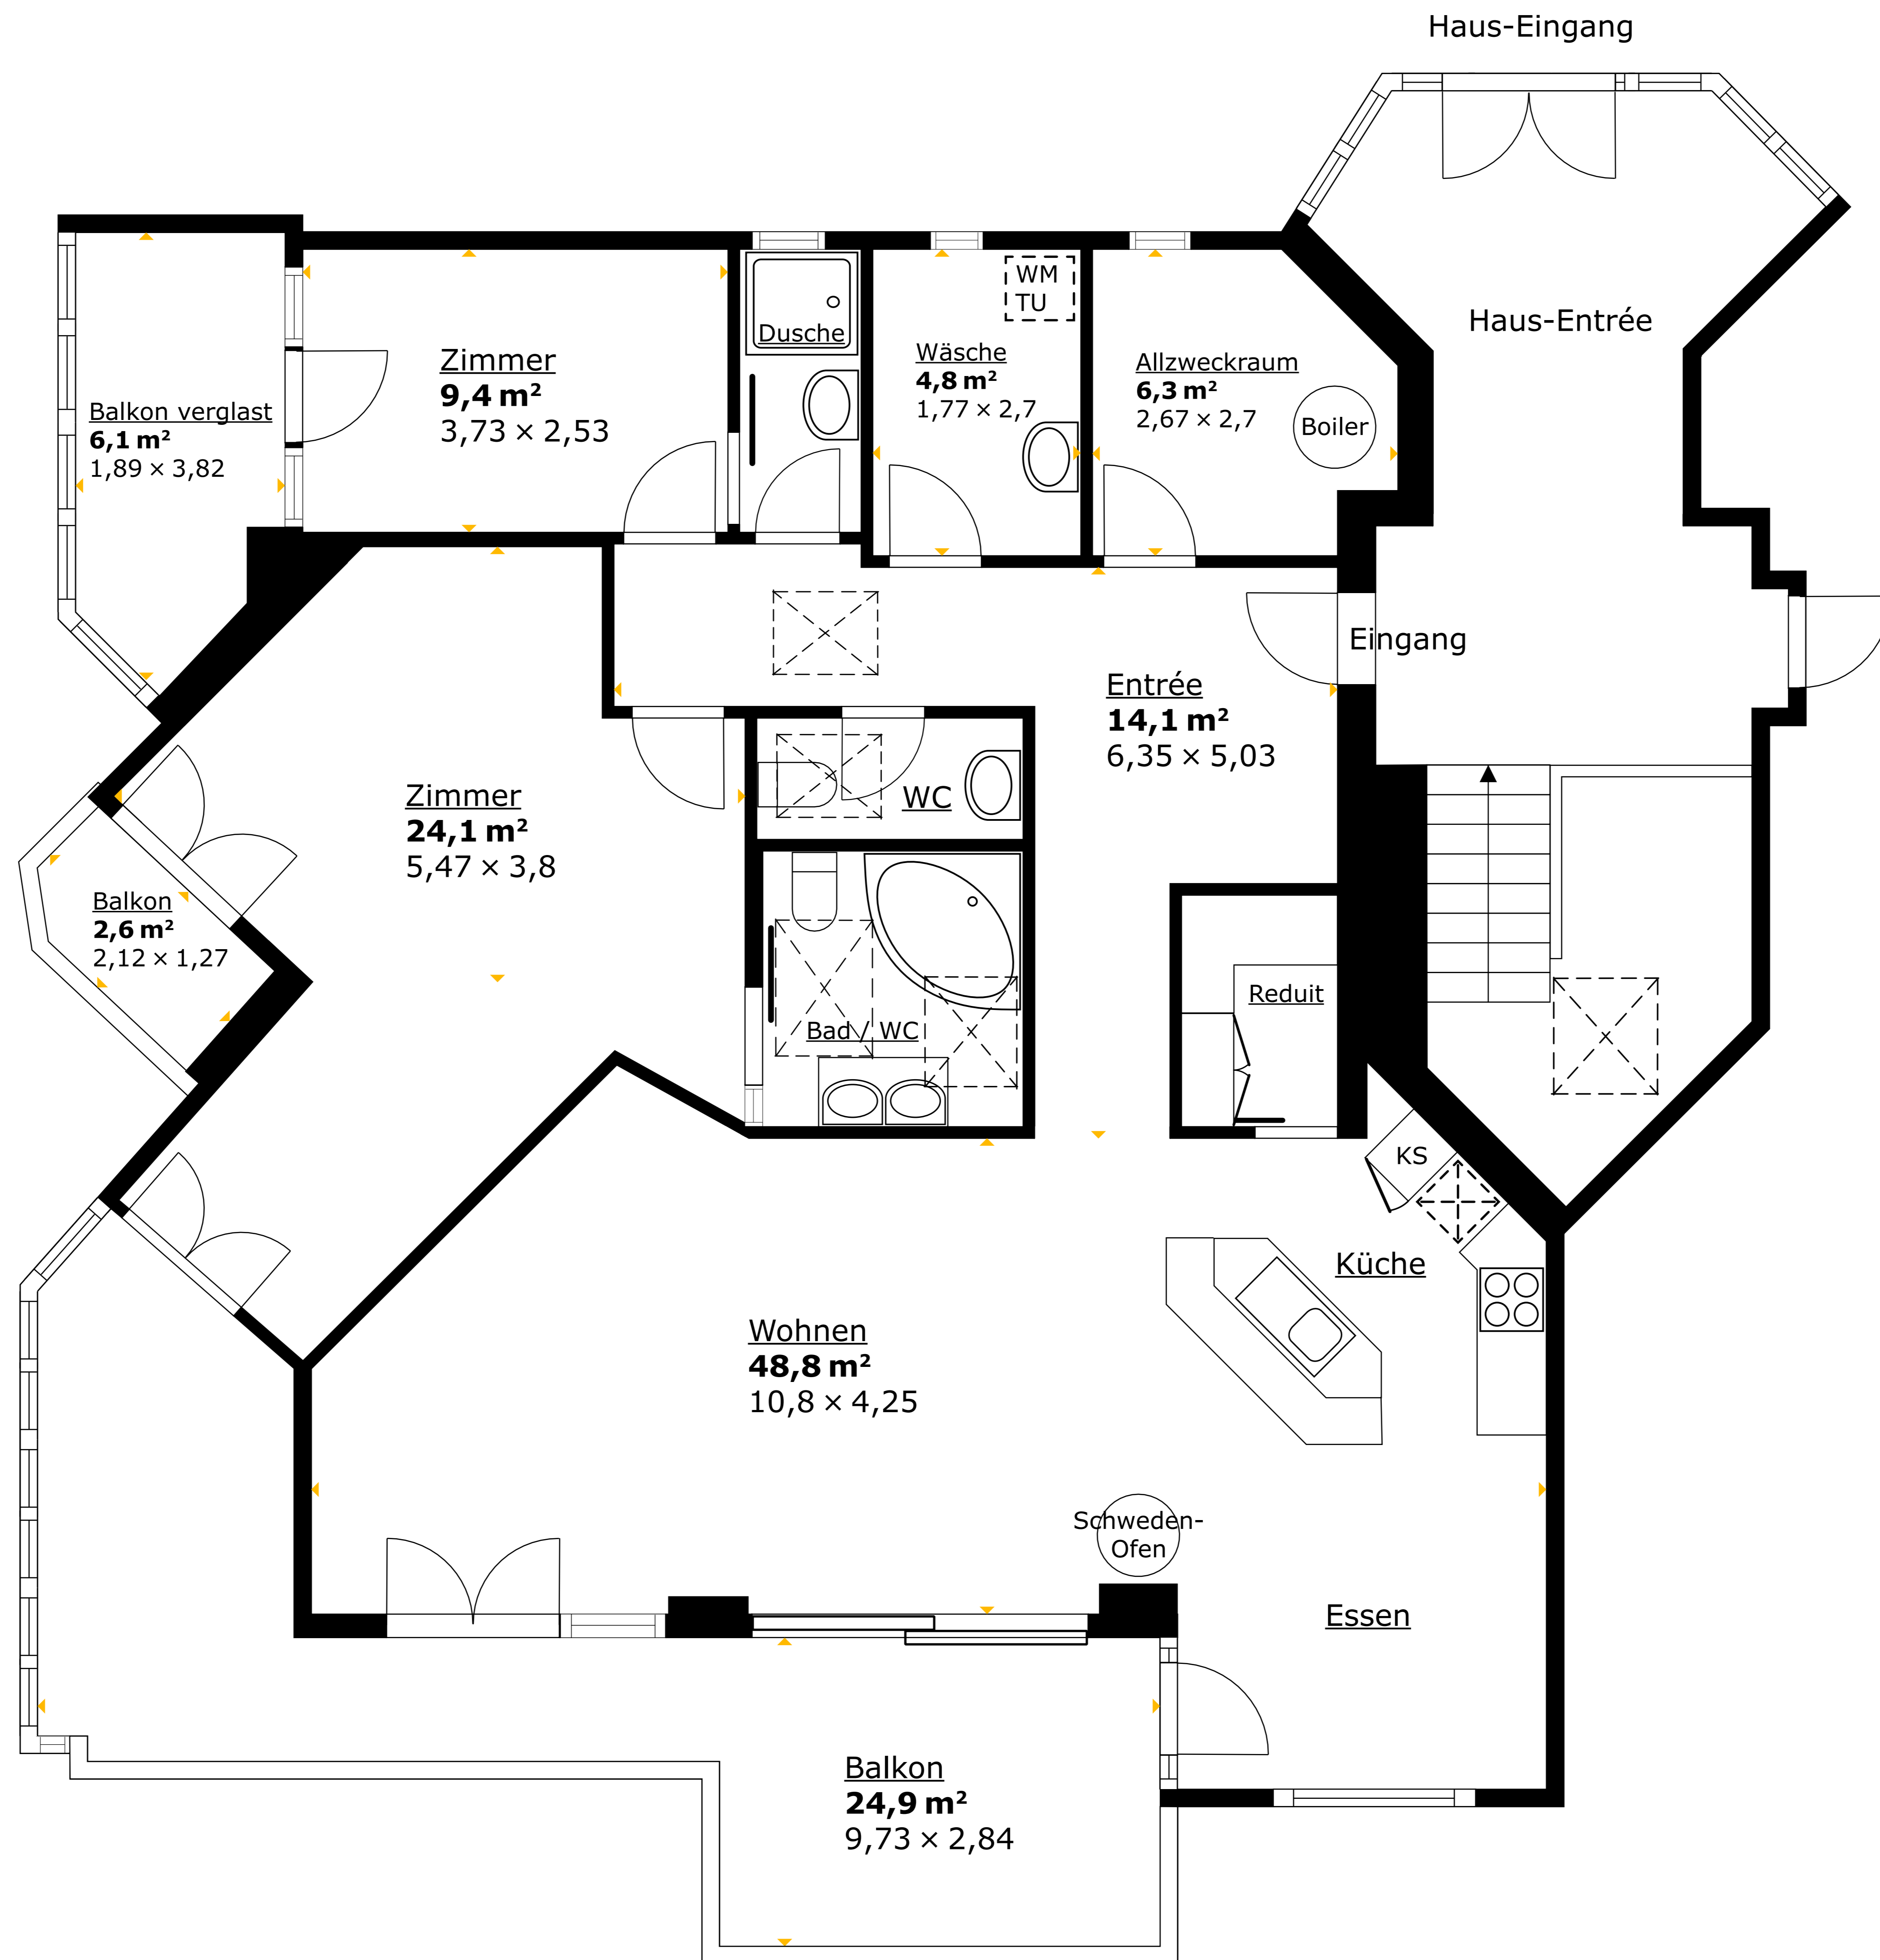 Haus-Eingang
Haus-Entrée
Zimmer
9,4 m²
3,73 × 2,53
Dusche
WM
TU
Wäsche
4,8 m²
1,77 × 2,7
Allzweckraum
6,3 m²
2,67 × 2,7
Boiler
Balkon verglast
6,1 m²
1,89 × 3,82
Eingang
Entrée
14,1 m²
6,35 × 5,03
Zimmer
24,1 m²
5,47 × 3,8
WC
Balkon
2,6 m²
2,12 × 1,27
Reduit
Bad / WC
KS
Küche
Wohnen
48,8 m²
10,8 × 4,25
Schweden-
Ofen
Essen
Balkon
24,9 m²
9,73 × 2,84